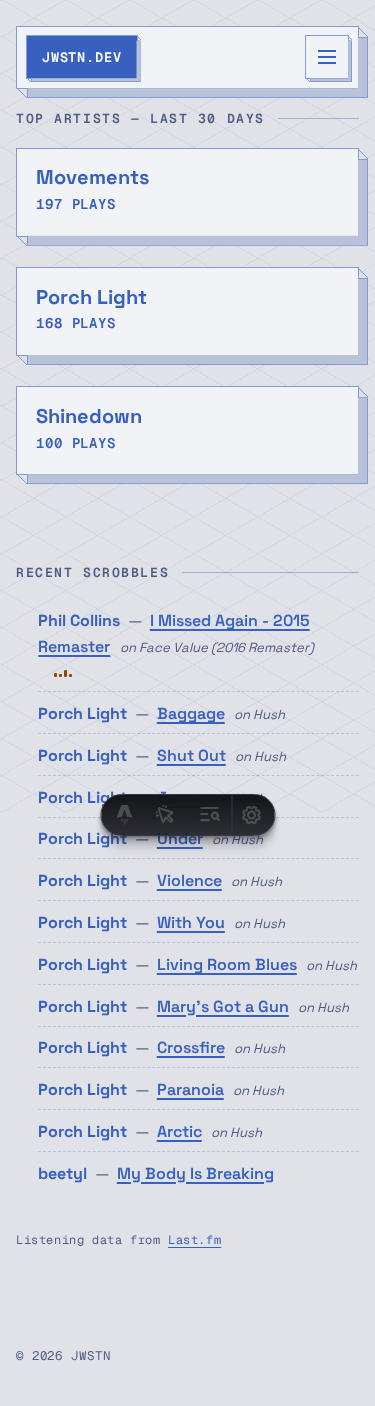 JWSTN.DEV
TOP ARTISTS — LAST 30 DAYS
Movements
197 PLAYS
Porch Light
168 PLAYS
Shinedown
100 PLAYS
RECENT SCROBBLES
Phil Collins — I Missed Again - 2015
Remaster on Face Value (2016 Remaster)
Porch Light — Baggage on Hush
Porch Light — Shut Out on Hush
Porch Light —
Porch Light — Under on Hush
Porch Light — Violence on Hush
Porch Light — With You on Hush
Porch Light — Living Room Blues on Hush
Porch Light — Mary's Got a Gun on Hush
Porch Light — Crossfire on Hush
Porch Light — Paranoia on Hush
Porch Light — Arctic on Hush
beetyl — My Body Is Breaking
Listening data from Last.fm
© 2026 JWSTN